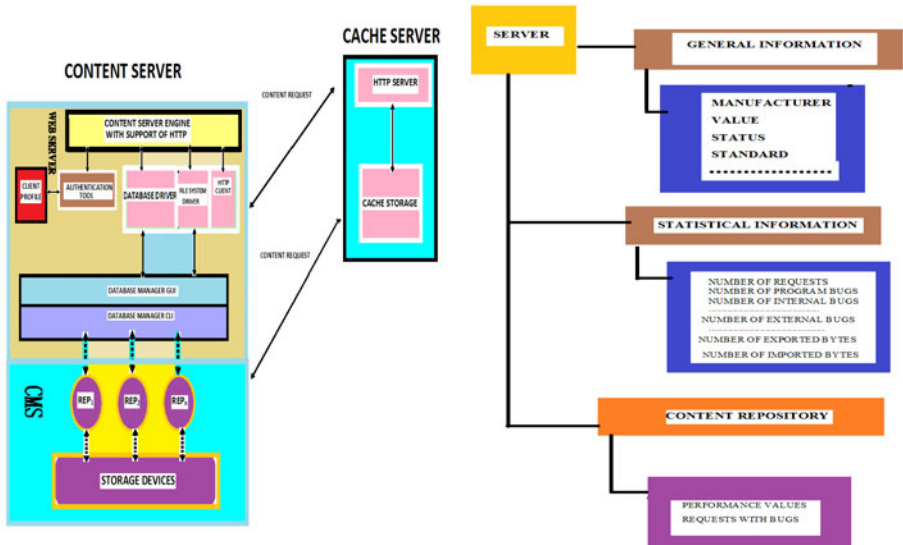 CONTENT SERVER
WEB SERVER
CONTENT SERVER ENGINE
WITH SUPPORT OF HTTP
CLIENT
PROFILE
AUTHENTICATION
TOOL
DATABASE DRIVER
FILE SYSTEM
DRIVER
HTTP
CLIENT
DATABASE MANAGER GUI
DATABASE MANAGER CLI
CMS
REP1
REP2
REPn
STORAGE DEVICES
CONTENT REQUEST
CONTENT REQUEST
CACHE SERVER
HTTP SERVER
CACHE STORAGE
SERVER
GENERAL INFORMATION
MANUFACTURER
VALUE
STATUS
STANDARD
STATISTICAL INFORMATION
NUMBER OF REQUESTS
NUMBER OF PROGRAM BUGS
NUMBER OF INTERNAL BUGS
NUMBER OF EXTERNAL BUGS
NUMBER OF EXPORTED BYTES
NUMBER OF IMPORTED BYTES
CONTENT REPOSITORY
PERFORMANCE VALUES
REQUESTS WITH BUGS